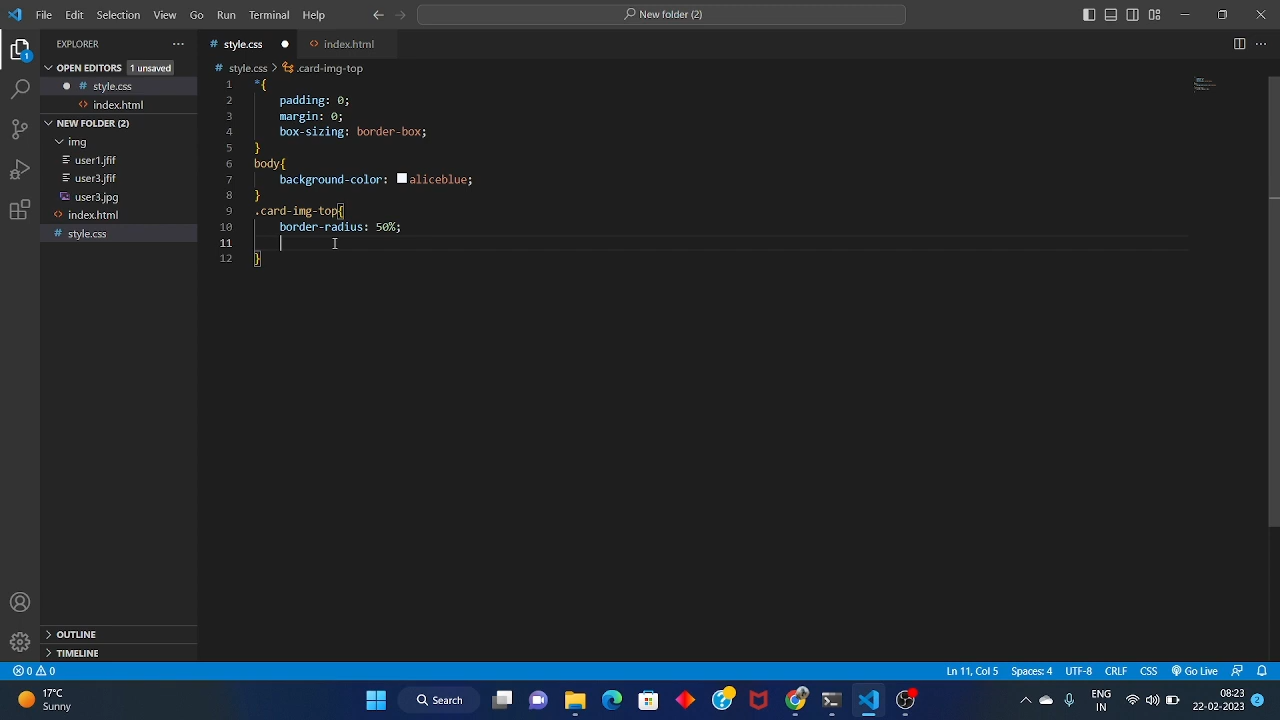 File Edit Selection View Go Run Terminal Help
New folder (2)
EXPLORER
OPEN EDITORS 1 unsaved
style.css
index.html
NEW FOLDER (2)
img
user1.jfif
user3.jfif
user3.jpg
index.html
style.css
OUTLINE
TIMELINE
style.css index.html
style.css > .card-img-top
1 *{
2 padding: 0;
3 margin: 0;
4 box-sizing: border-box;
5 }
6 body{
7 background-color: aliceblue;
8 }
9 .card-img-top{
10 border-radius: 50%;
11
12 }
1
0 0 Ln 11, Col 5 Spaces: 4 UTF-8 CRLF CSS Go Live
17°C
Sunny
Search
ENG
IN
08:23
22-02-2023
2